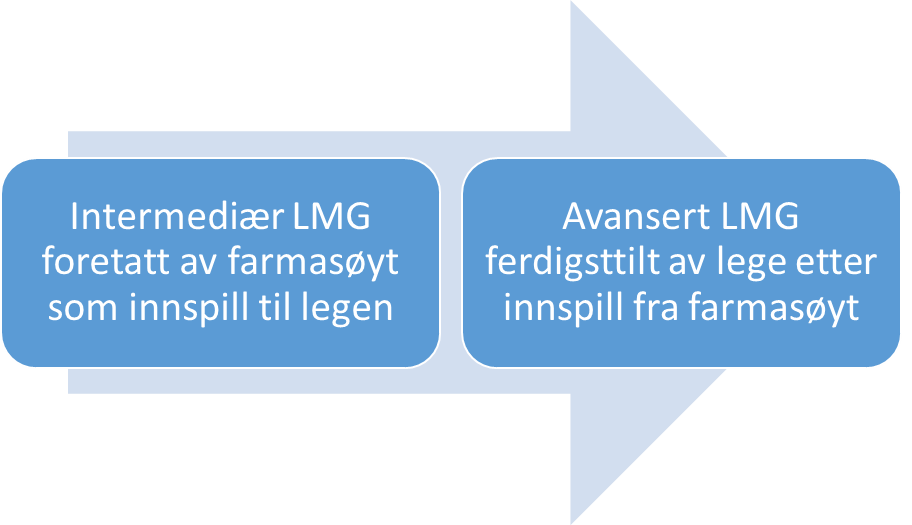 Intermediær LMG
foretatt av farmasøyt
som innspill til legen
Avansert LMG
ferdigsttilt av lege etter
innspill fra farmasøyt